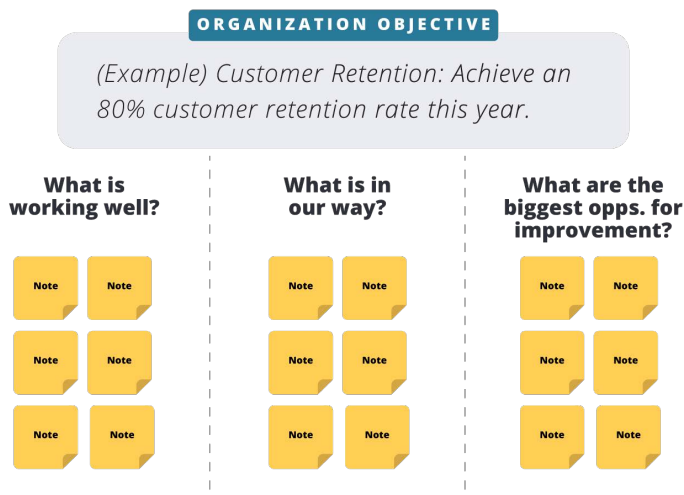 ORGANIZATION OBJECTIVE
(Example) Customer Retention: Achieve an
80% customer retention rate this year.
What is
working well?
Note Note
Note Note
Note Note
What is in
our way?
Note Note
Note Note
Note Note
What are the
biggest opps. for
improvement?
Note Note
Note Note
Note Note